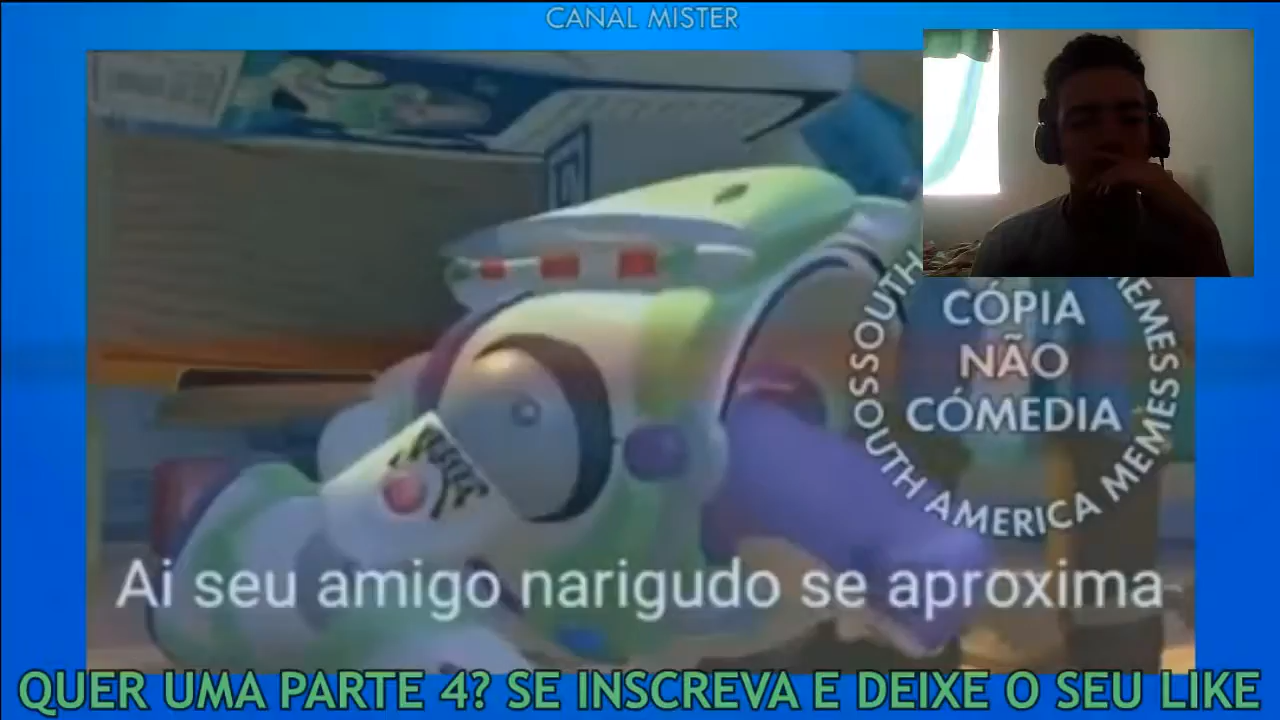 CANAL MISTER
SOUTH AMERICA MEMES
CÓPIA
NÃO
CÓMEDIA
Ai seu amigo narigudo se aproxima
QUER UMA PARTE 4? SE INSCREVA E DEIXE O SEU LIKE